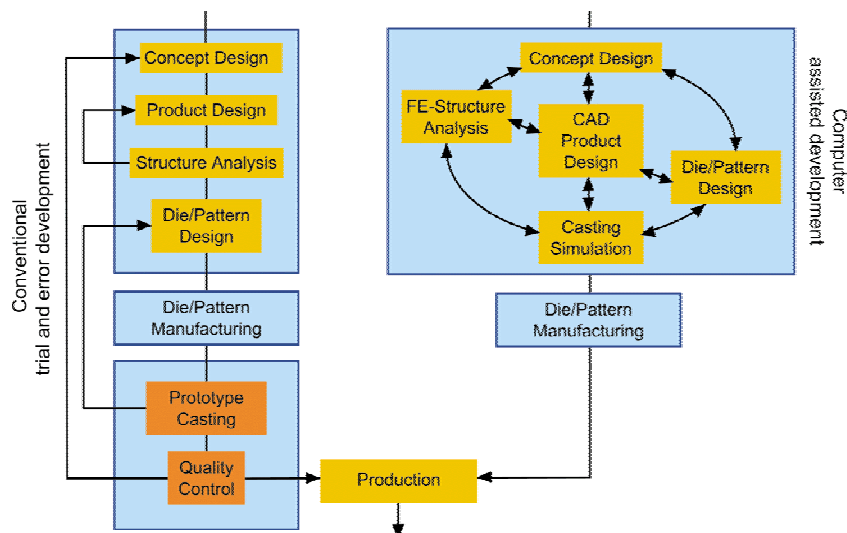 Conventional
trial and error development
Concept Design
Product Design
Structure Analysis
Die/Pattern
Design
Die/Pattern
Manufacturing
Prototype
Casting
Quality
Control
Production
Concept Design
FE-Structure
Analysis
CAD
Product
Design
Die/Pattern
Design
Casting
Simulation
Die/Pattern
Manufacturing
Computer
assisted development